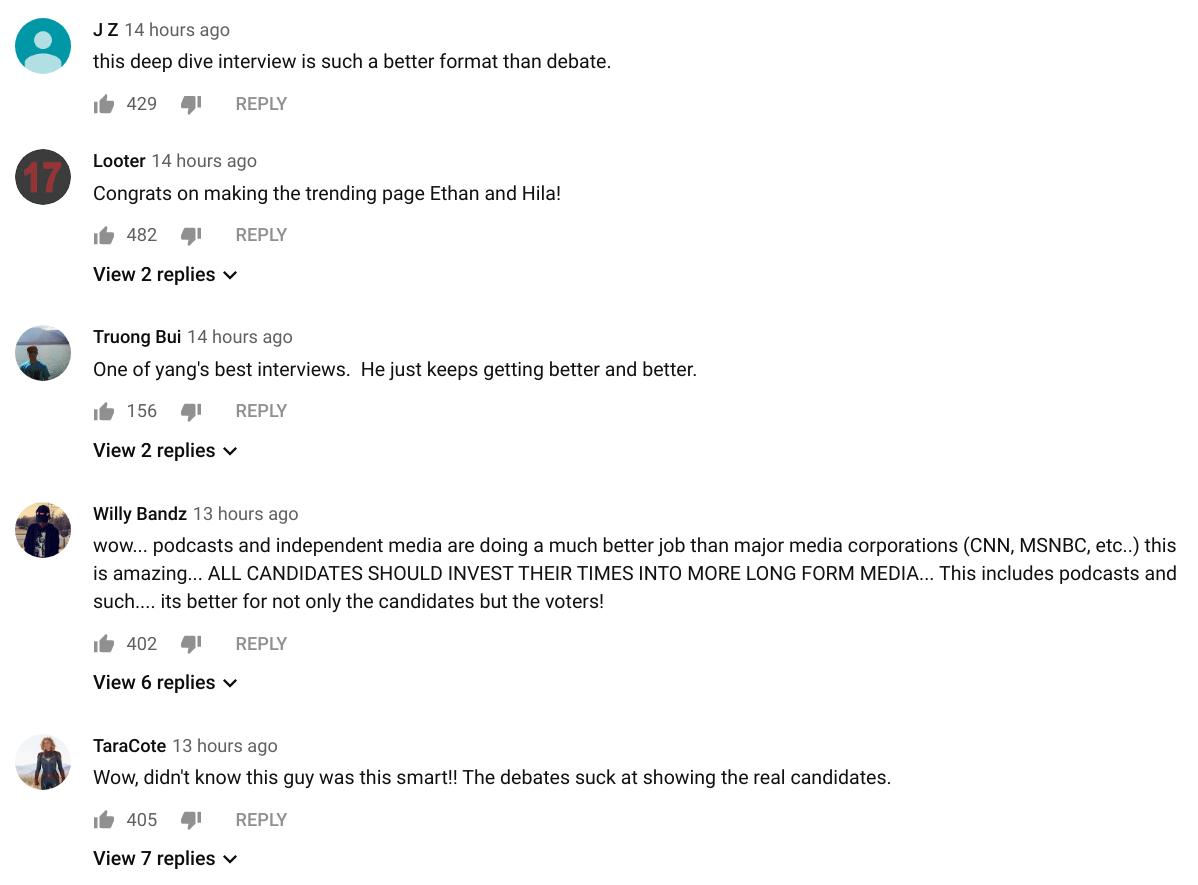 J Z 14 hours ago
this deep dive interview is such a better format than debate.
429 REPLY
17
Looter 14 hours ago
Congrats on making the trending page Ethan and Hila!
482 REPLY
View 2 replies
Truong Bui 14 hours ago
One of yang's best interviews.  He just keeps getting better and better.
156 REPLY
View 2 replies
Willy Bandz 13 hours ago
wow... podcasts and independent media are doing a much better job than major media corporations (CNN, MSNBC, etc..) this
is amazing... ALL CANDIDATES SHOULD INVEST THEIR TIMES INTO MORE LONG FORM MEDIA... This includes podcasts and
such.... its better for not only the candidates but the voters!
402 REPLY
View 6 replies
TaraCote 13 hours ago
Wow, didn't know this guy was this smart!! The debates suck at showing the real candidates.
405 REPLY
View 7 replies